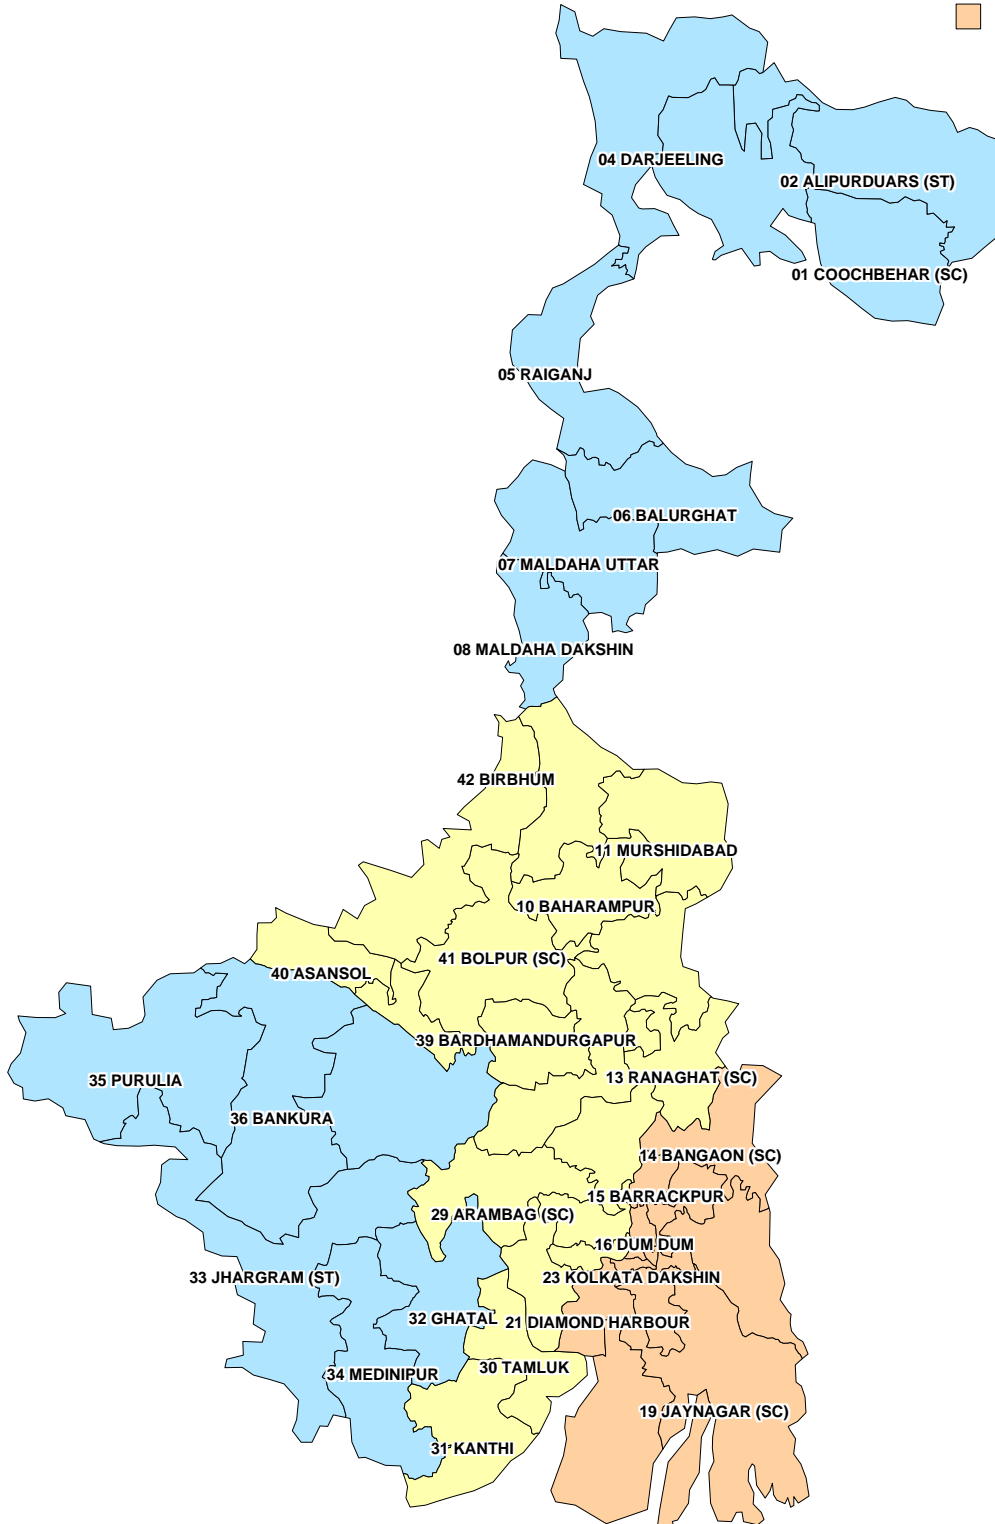 04 DARJEELING
02 ALIPURDUARS (ST)
01 COOCHBEHAR (SC)
05 RAIGANJ
06 BALURGHAT
07 MALDAHA UTTAR
08 MALDAHA DAKSHIN
42 BIRBHUM
11 MURSHIDABAD
10 BAHARAMPUR
41 BOLPUR (SC)
40 ASANSOL
39 BARDHAMANDURGAPUR
13 RANAGHAT (SC)
35 PURULIA
36 BANKURA
14 BANGAON (SC)
15 BARRACKPUR
29 ARAMBAG (SC)
16 DUM DUM
33 JHARGRAM (ST)
23 KOLKATA DAKSHIN
32 GHATAL
21 DIAMOND HARBOUR
30 TAMLUK
34 MEDINIPUR
19 JAYNAGAR (SC)
31 KANTHI